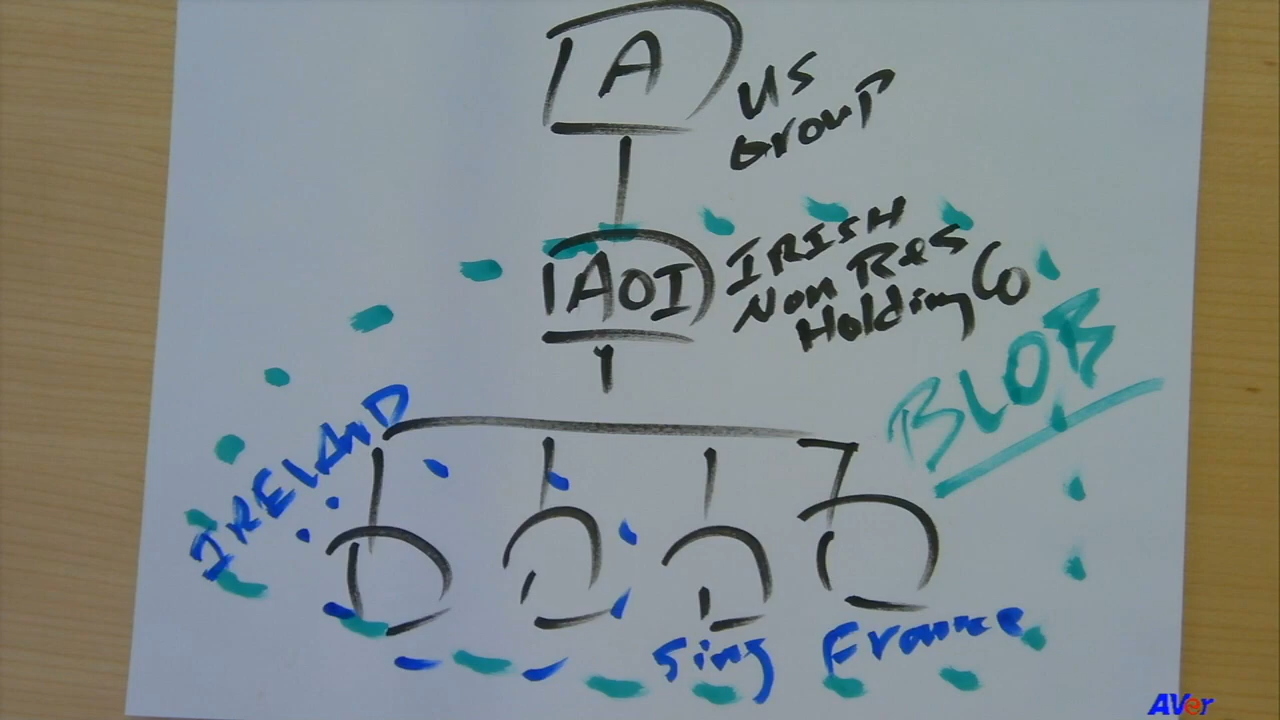 A
US
Group
AOI
IRISH
Non Res
Holding Co
BLOB
IRELAND
Sing
France
AVer